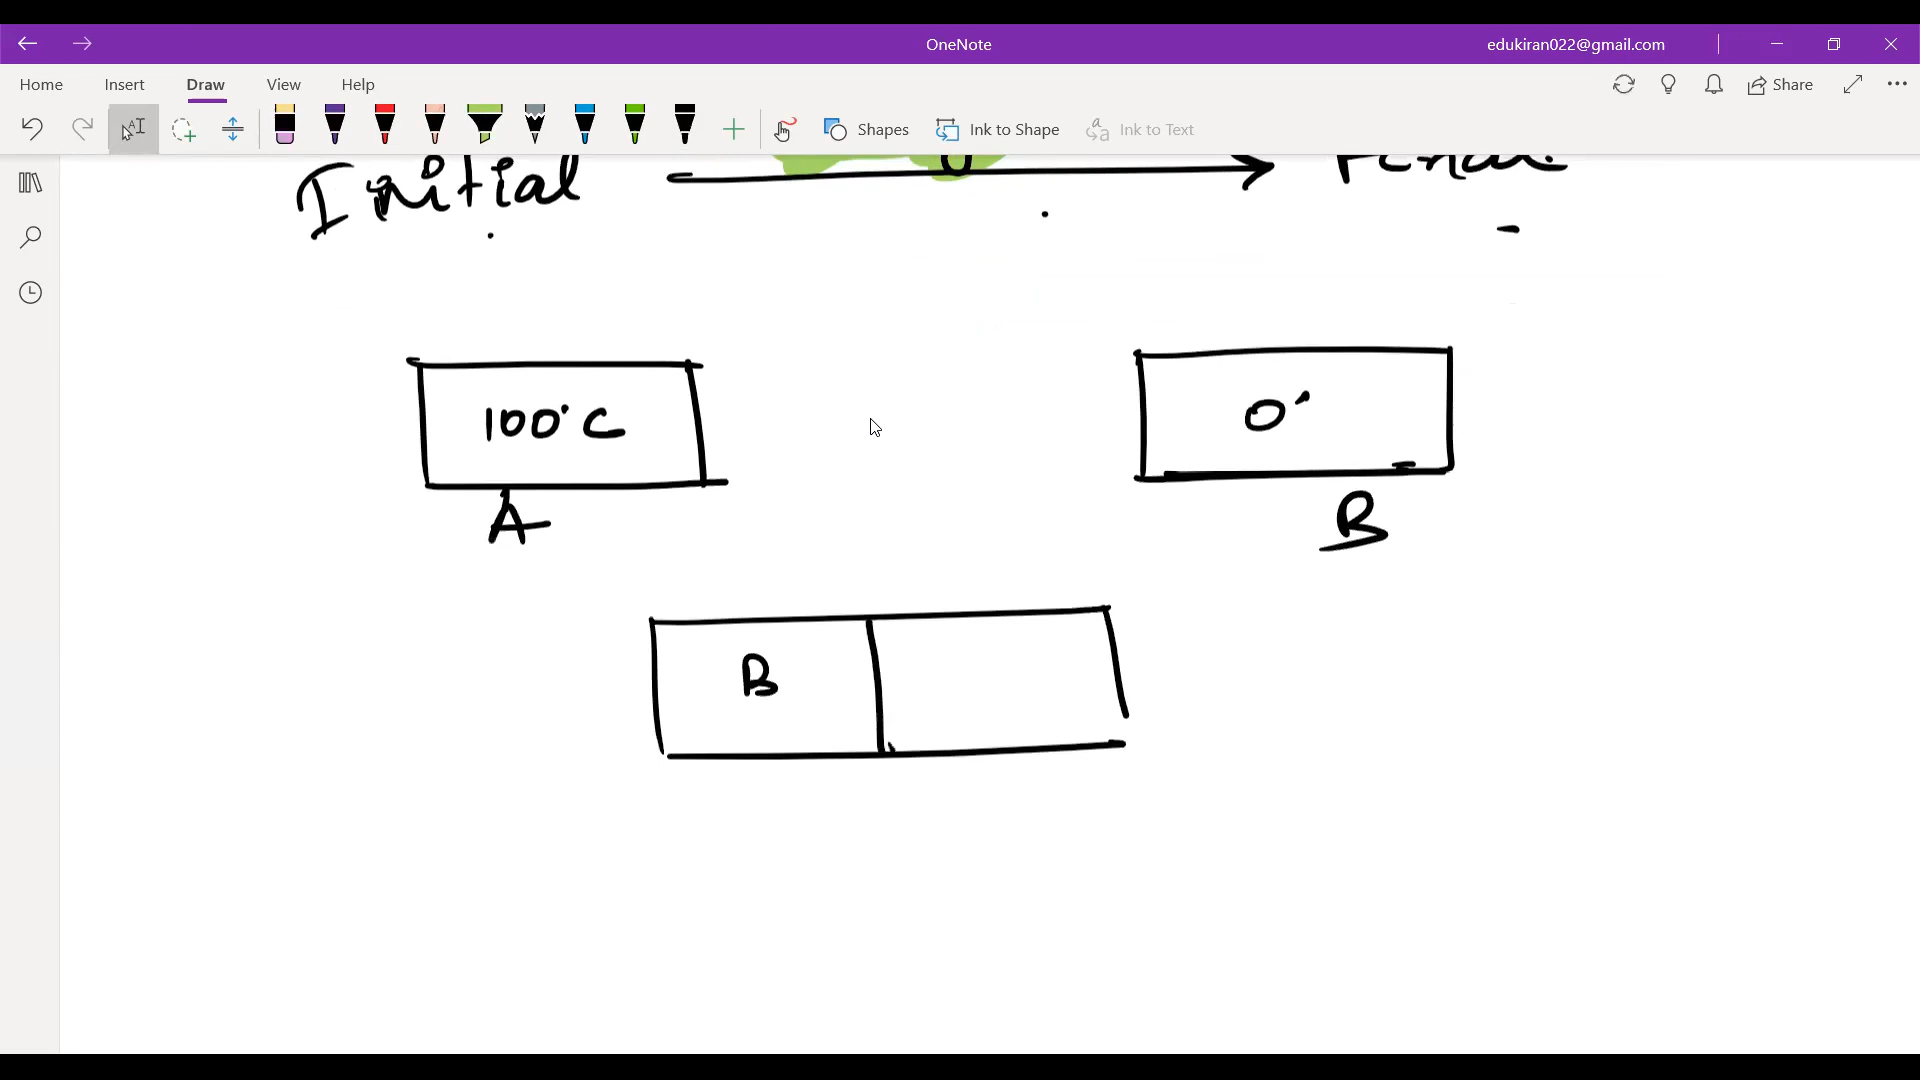 OneNote
edukiran022@gmail.com
Home Insert Draw View Help
Share
Shapes Ink to Shape Ink to Text
Initial
100°C
0°
A
B
B